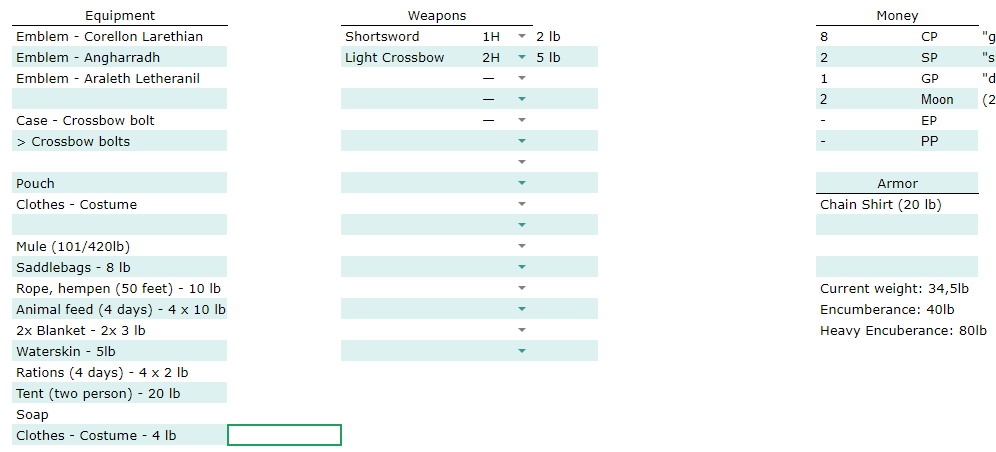 Equipment Weapons Money
Emblem - Corellon Larethian Shortsword 1H 2 lb 8 CP "g
Emblem - Angharradh Light Crossbow 2H 5 lb 2 SP "s
Emblem - Araleth Letheranil — 1 GP "d
— 2 Moon (2
Case - Crossbow bolt — - EP
> Crossbow bolts - PP
Pouch Armor
Clothes - Costume Chain Shirt (20 lb)
Mule (101/420lb)
Saddlebags - 8 lb
Rope, hempen (50 feet) - 10 lb Current weight: 34,5lb
Animal feed (4 days) - 4 x 10 lb Encumberance: 40lb
2x Blanket - 2x 3 lb Heavy Encuberance: 80lb
Waterskin - 5lb
Rations (4 days) - 4 x 2 lb
Tent (two person) - 20 lb
Soap
Clothes - Costume - 4 lb